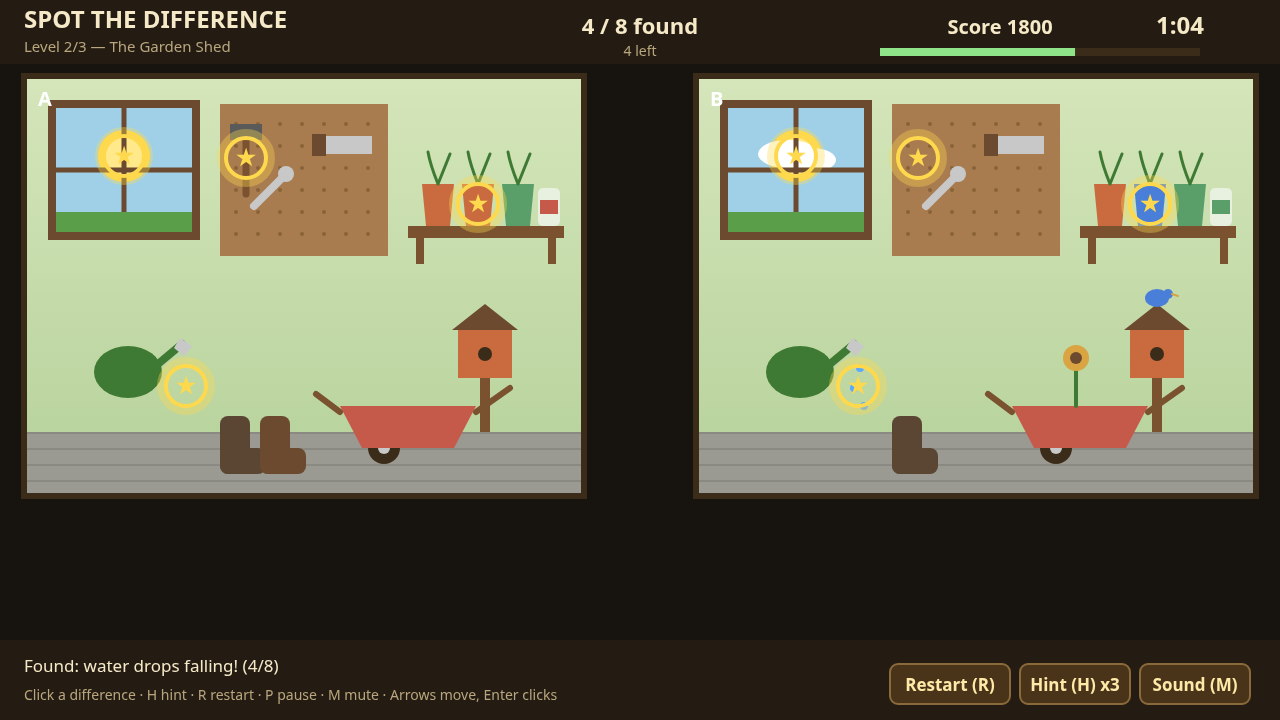 SPOT THE DIFFERENCE
Level 2/3 — The Garden Shed
4 / 8 found
4 left
Score 1800
1:04
A
B
Found: water drops falling! (4/8)
Click a difference · H hint · R restart · P pause · M mute · Arrows move, Enter clicks
Restart (R)
Hint (H) x3
Sound (M)